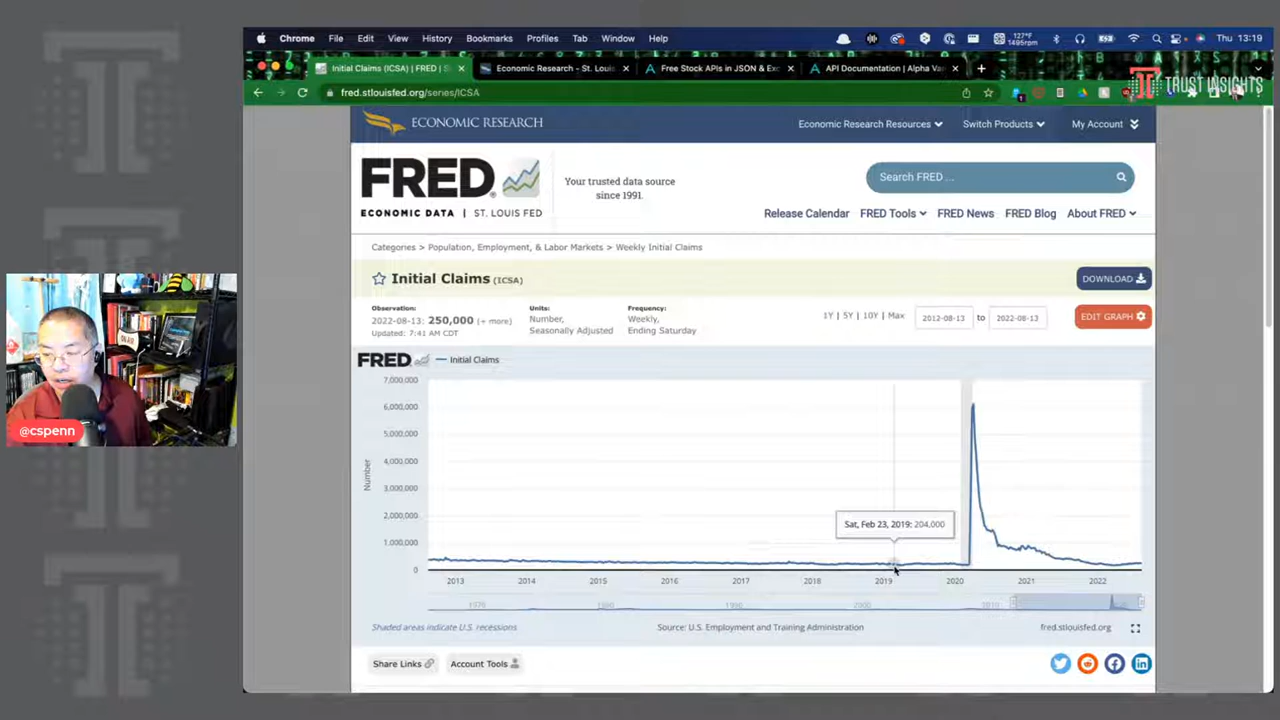 Chrome File Edit View History Bookmarks Profiles Tab Window Help
127°F
1495rpm
Thu 13:19
Initial Claims (ICSA) | FRED | S
Economic Research - St. Loui
Free Stock APIs in JSON & Exc
API Documentation | Alpha Va
TRUST INSIGHTS
fred.stlouisfed.org/series/ICSA
ECONOMIC RESEARCH
Economic Research Resources
Switch Products
My Account
FRED
ECONOMIC DATA | ST. LOUIS FED
Your trusted data source
since 1991.
Search FRED ...
Release Calendar FRED Tools FRED News FRED Blog About FRED
Categories > Population, Employment, & Labor Markets > Weekly Initial Claims
Initial Claims (ICSA)
DOWNLOAD
Observation:
2022-08-13: 250,000 (+ more)
Updated: 7:41 AM CDT
Units:
Number,
Seasonally Adjusted
Frequency:
Weekly,
Ending Saturday
1Y | 5Y | 10Y | Max
2012-08-13 to 2022-08-13
EDIT GRAPH
FRED Initial Claims
7,000,000
6,000,000
5,000,000
4,000,000
3,000,000
2,000,000
1,000,000
0
Number
Sat, Feb 23, 2019: 204,000
2013 2014 2015 2016 2017 2018 2019 2020 2021 2022
1970 1980 1990 2000 2010
Shaded areas indicate U.S. recessions
Source: U.S. Employment and Training Administration
fred.stlouisfed.org
Share Links
Account Tools
@cspenn